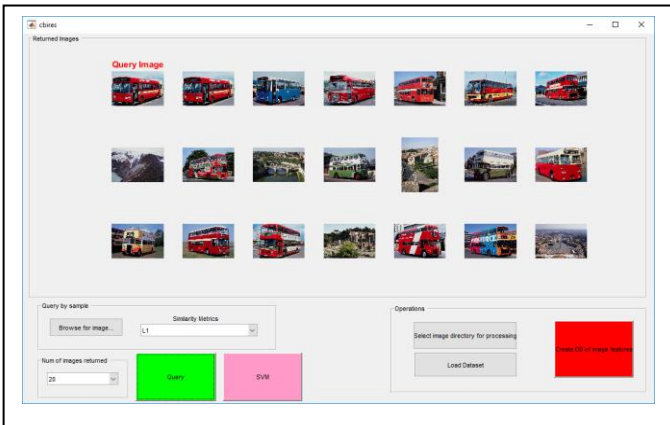 cbires
Returned Images
Query Image
Query by sample
Browse for image...
Similarity Metrics
L1
Num of images returned
20
Query
SVM
Operations
Select image directory for processing
Load Dataset
Create DB of image features